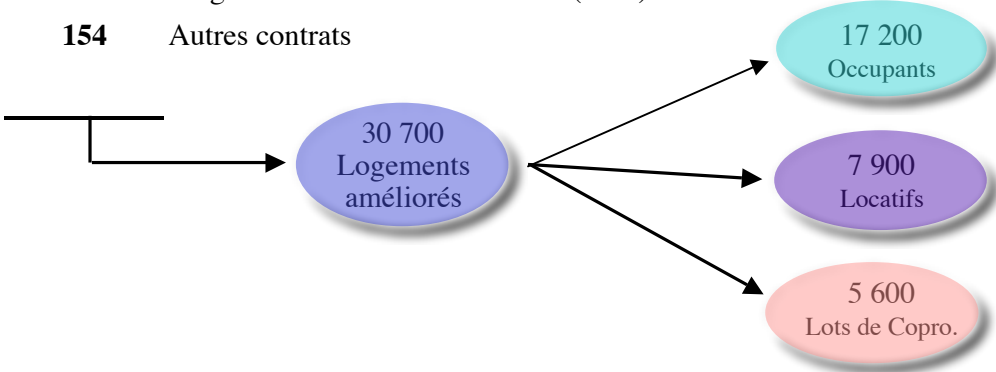 154 Autres contrats
17 200
Occupants
30 700
Logements
améliorés
7 900
Locatifs
5 600
Lots de Copro.